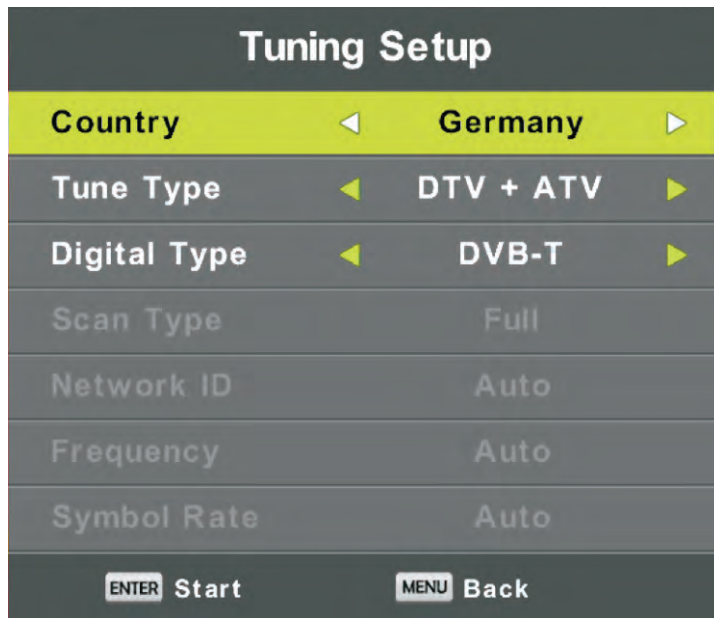 Tuning Setup
Country Germany
Tune Type DTV + ATV
Digital Type DVB-T
Scan Type Full
Network ID Auto
Frequency Auto
Symbol Rate Auto
ENTER Start MENU Back